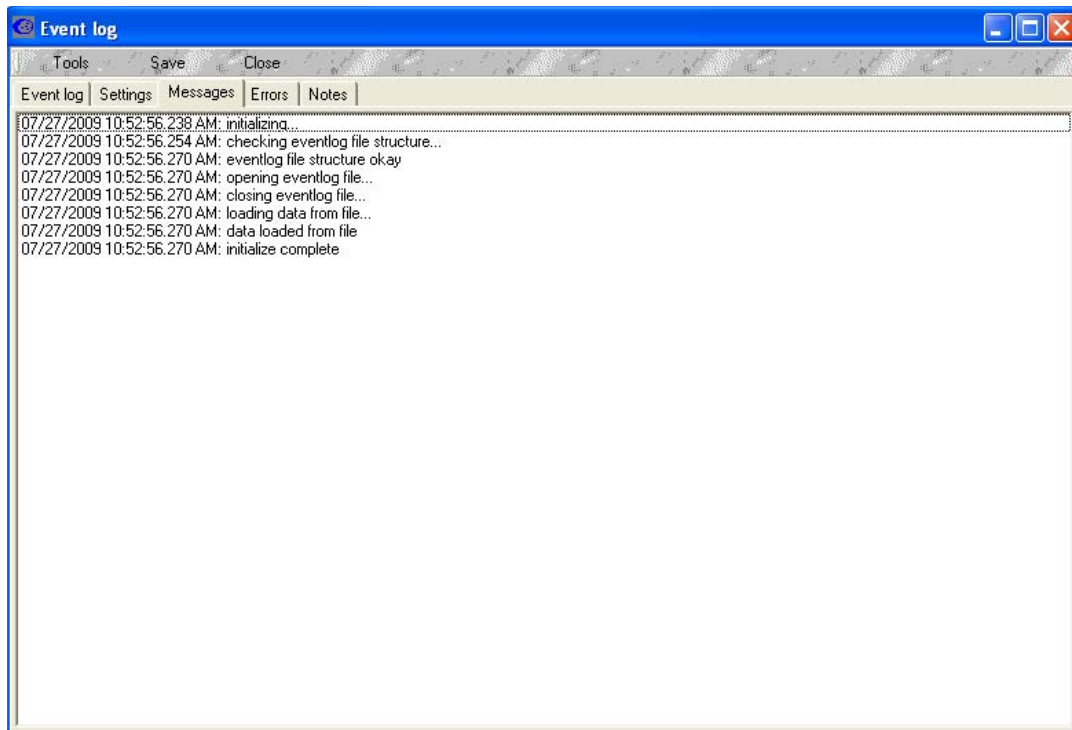 Event log
Tools Save Close
Event log Settings Messages Errors Notes
07/27/2009 10:52:56.238 AM: initializing...
07/27/2009 10:52:56.254 AM: checking eventlog file structure...
07/27/2009 10:52:56.270 AM: eventlog file structure okay
07/27/2009 10:52:56.270 AM: opening eventlog file...
07/27/2009 10:52:56.270 AM: closing eventlog file...
07/27/2009 10:52:56.270 AM: loading data from file...
07/27/2009 10:52:56.270 AM: data loaded from file
07/27/2009 10:52:56.270 AM: initialize complete